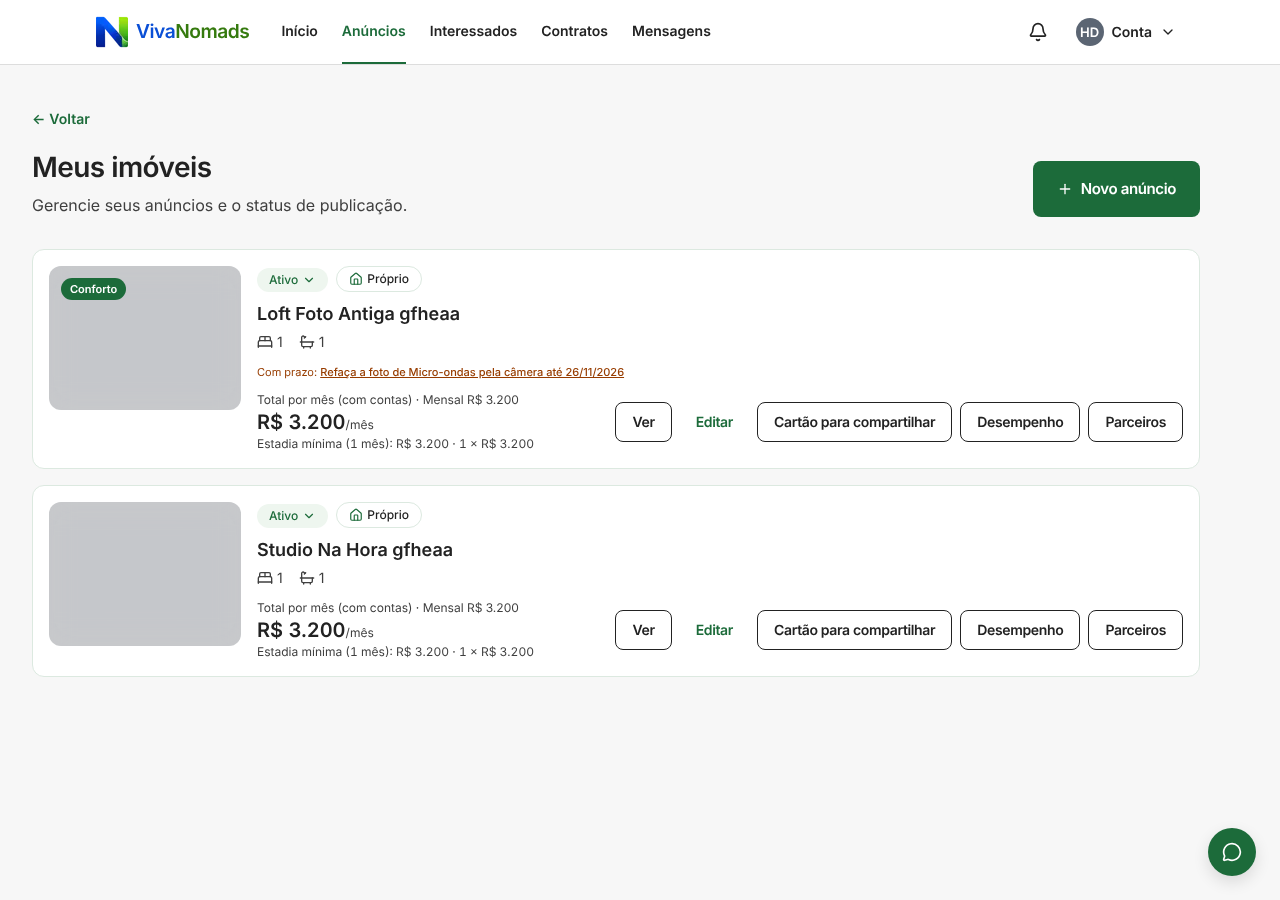 VivaNomads
Início
Anúncios
Interessados
Contratos
Mensagens
HD
Conta
← Voltar
Meus imóveis
Gerencie seus anúncios e o status de publicação.
+ Novo anúncio
Conforto
Ativo
Próprio
Loft Foto Antiga gfheaa
1
1
Com prazo: Refaça a foto de Micro-ondas pela câmera até 26/11/2026
Total por mês (com contas) · Mensal R$ 3.200
R$ 3.200/mês
Estadia mínima (1 mês): R$ 3.200 · 1 × R$ 3.200
Ver
Editar
Cartão para compartilhar
Desempenho
Parceiros
Ativo
Próprio
Studio Na Hora gfheaa
1
1
Total por mês (com contas) · Mensal R$ 3.200
R$ 3.200/mês
Estadia mínima (1 mês): R$ 3.200 · 1 × R$ 3.200
Ver
Editar
Cartão para compartilhar
Desempenho
Parceiros